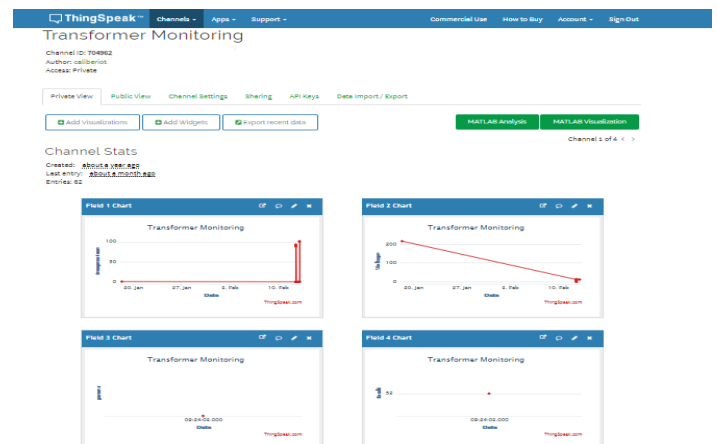 ThingSpeak™ Channels Apps Support Commercial Use How to Buy Account Sign Out
Transformer Monitoring
Channel ID: 704962
Author: caliberiot
Access: Private
Private View Public View Channel Settings Sharing API Keys Data Import / Export
Add Visualizations Add Widgets Export recent data MATLAB Analysis MATLAB Visualization
Channel 1 of 4 < >
Channel Stats
Created: about a year ago
Last entry: about a month ago
Entries: 62
Field 1 Chart
Transformer Monitoring
100
50
0
20. Jan 27. Jan 3. Feb 10. Feb
Date
ThingSpeak.com
Field 2 Chart
Transformer Monitoring
Voltage
200
100
0
20. Jan 27. Jan 3. Feb 10. Feb
Date
ThingSpeak.com
Field 3 Chart
Transformer Monitoring
09:24:02.000
Date
ThingSpeak.com
Field 4 Chart
Transformer Monitoring
52
09:24:02.000
Date
ThingSpeak.com